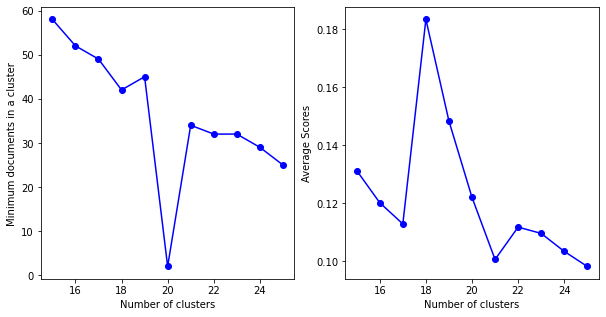 60
50
40
30
20
10
0
Minimum documents in a cluster
16 18 20 22 24
Number of clusters
0.18
0.16
0.14
0.12
0.10
Average Scores
16 18 20 22 24
Number of clusters